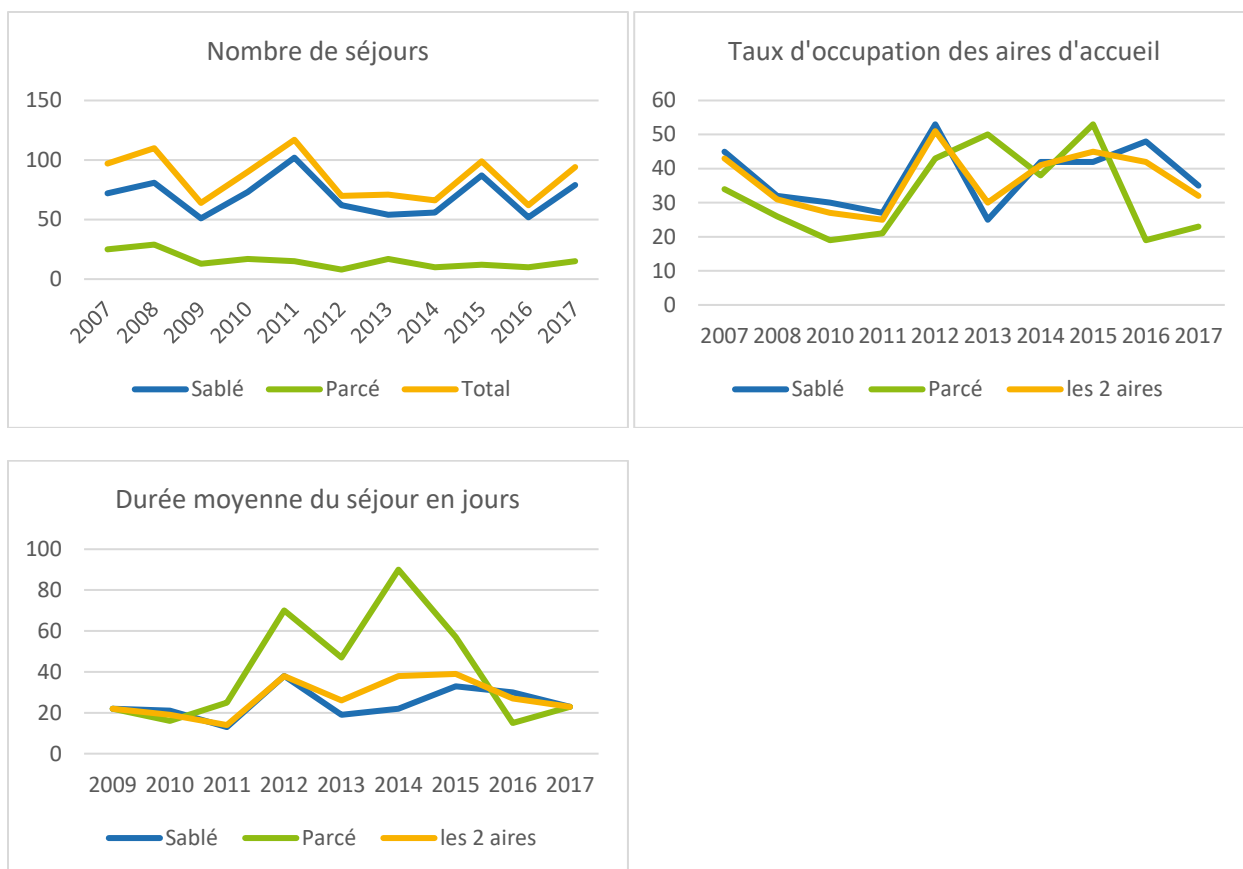 Nombre de séjours
150
100
50
0
2007 2008 2009 2010 2011 2012 2013 2014 2015 2016 2017
Sablé Parcé Total
Taux d'occupation des aires d'accueil
60
50
40
30
20
10
0
2007 2008 2010 2011 2012 2013 2014 2015 2016 2017
Sablé Parcé les 2 aires
Durée moyenne du séjour en jours
100
80
60
40
20
0
2009 2010 2011 2012 2013 2014 2015 2016 2017
Sablé Parcé les 2 aires